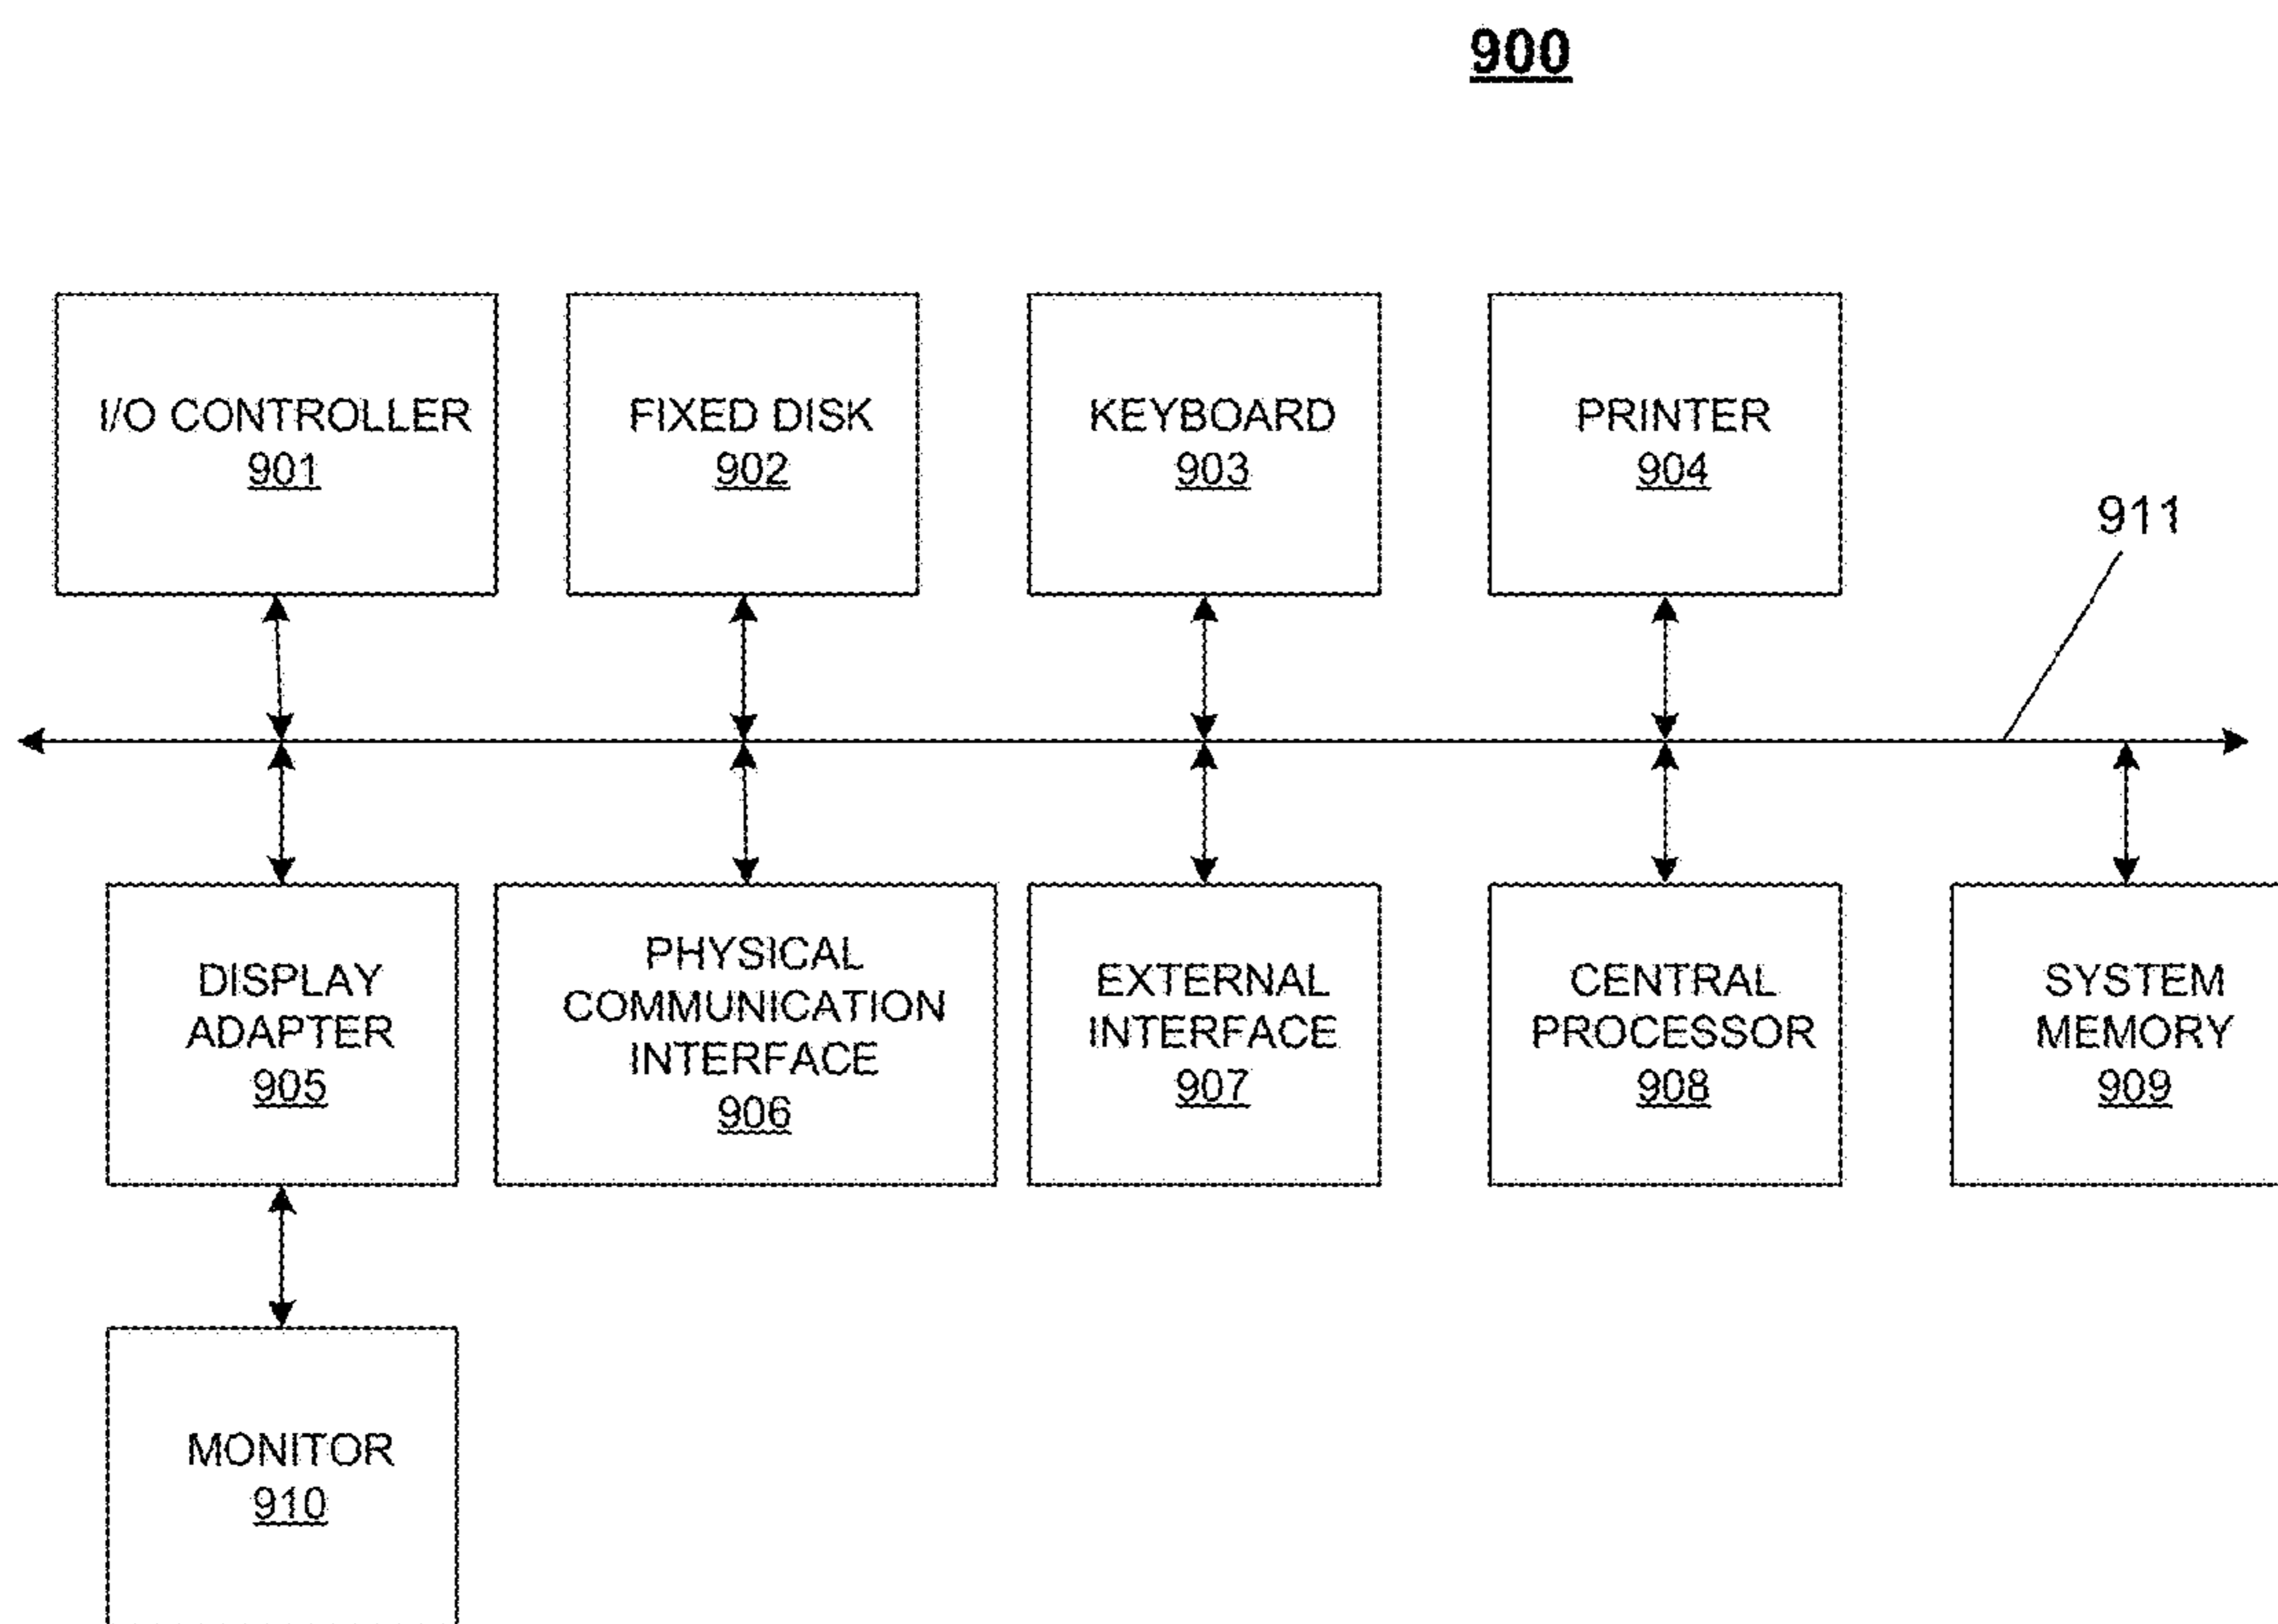 900
I/O CONTROLLER
901
FIXED DISK
902
KEYBOARD
903
PRINTER
904
911
DISPLAY
ADAPTER
905
PHYSICAL
COMMUNICATION
INTERFACE
906
EXTERNAL
INTERFACE
907
CENTRAL
PROCESSOR
908
SYSTEM
MEMORY
909
MONITOR
910